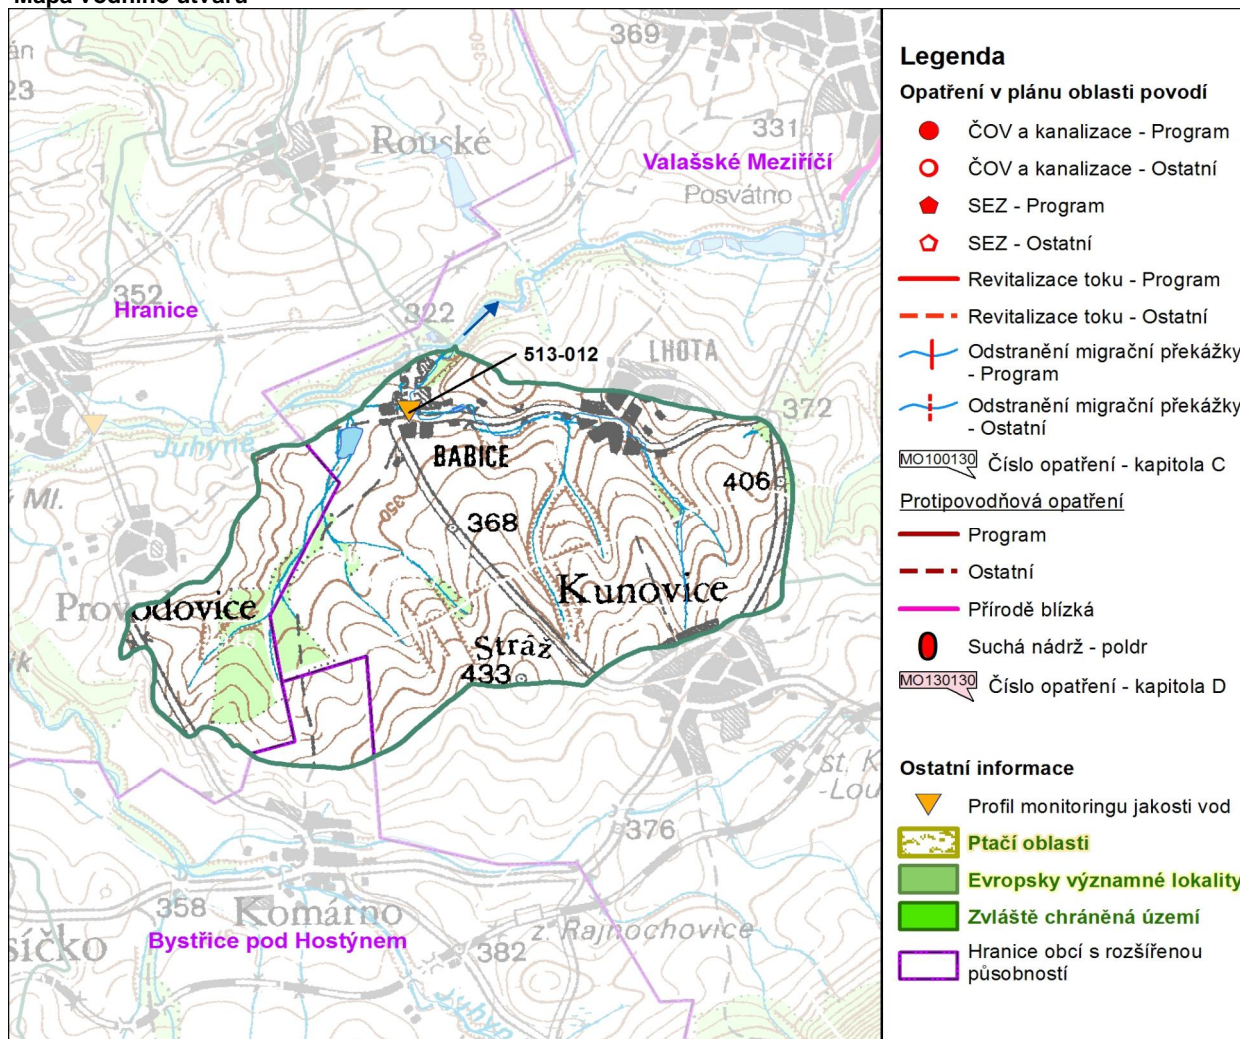 Mapa vodního útvaru
369
350
Rouské
331
Valašské Meziříčí
Posvátno
352
Hranice
322
513-012
LHOTA
372
Juhyně
BABICE
406
Ml.
350
368
Provodovice
Kunovice
Stráž
433
376
358
Komárno
z. Rajnochovice
Bystřice pod Hostýnem
382
Legenda
Opatření v plánu oblasti povodí
ČOV a kanalizace - Program
ČOV a kanalizace - Ostatní
SEZ - Program
SEZ - Ostatní
Revitalizace toku - Program
Revitalizace toku - Ostatní
Odstranění migrační překážky
- Program
Odstranění migrační překážky
- Ostatní
MO100130 Číslo opatření - kapitola C
Protipovodňová opatření
Program
Ostatní
Přírodě blízká
Suchá nádrž - poldr
MO130130 Číslo opatření - kapitola D
Ostatní informace
Profil monitoringu jakosti vod
Ptačí oblasti
Evropsky významné lokality
Zvláště chráněná území
Hranice obcí s rozšířenou
působností